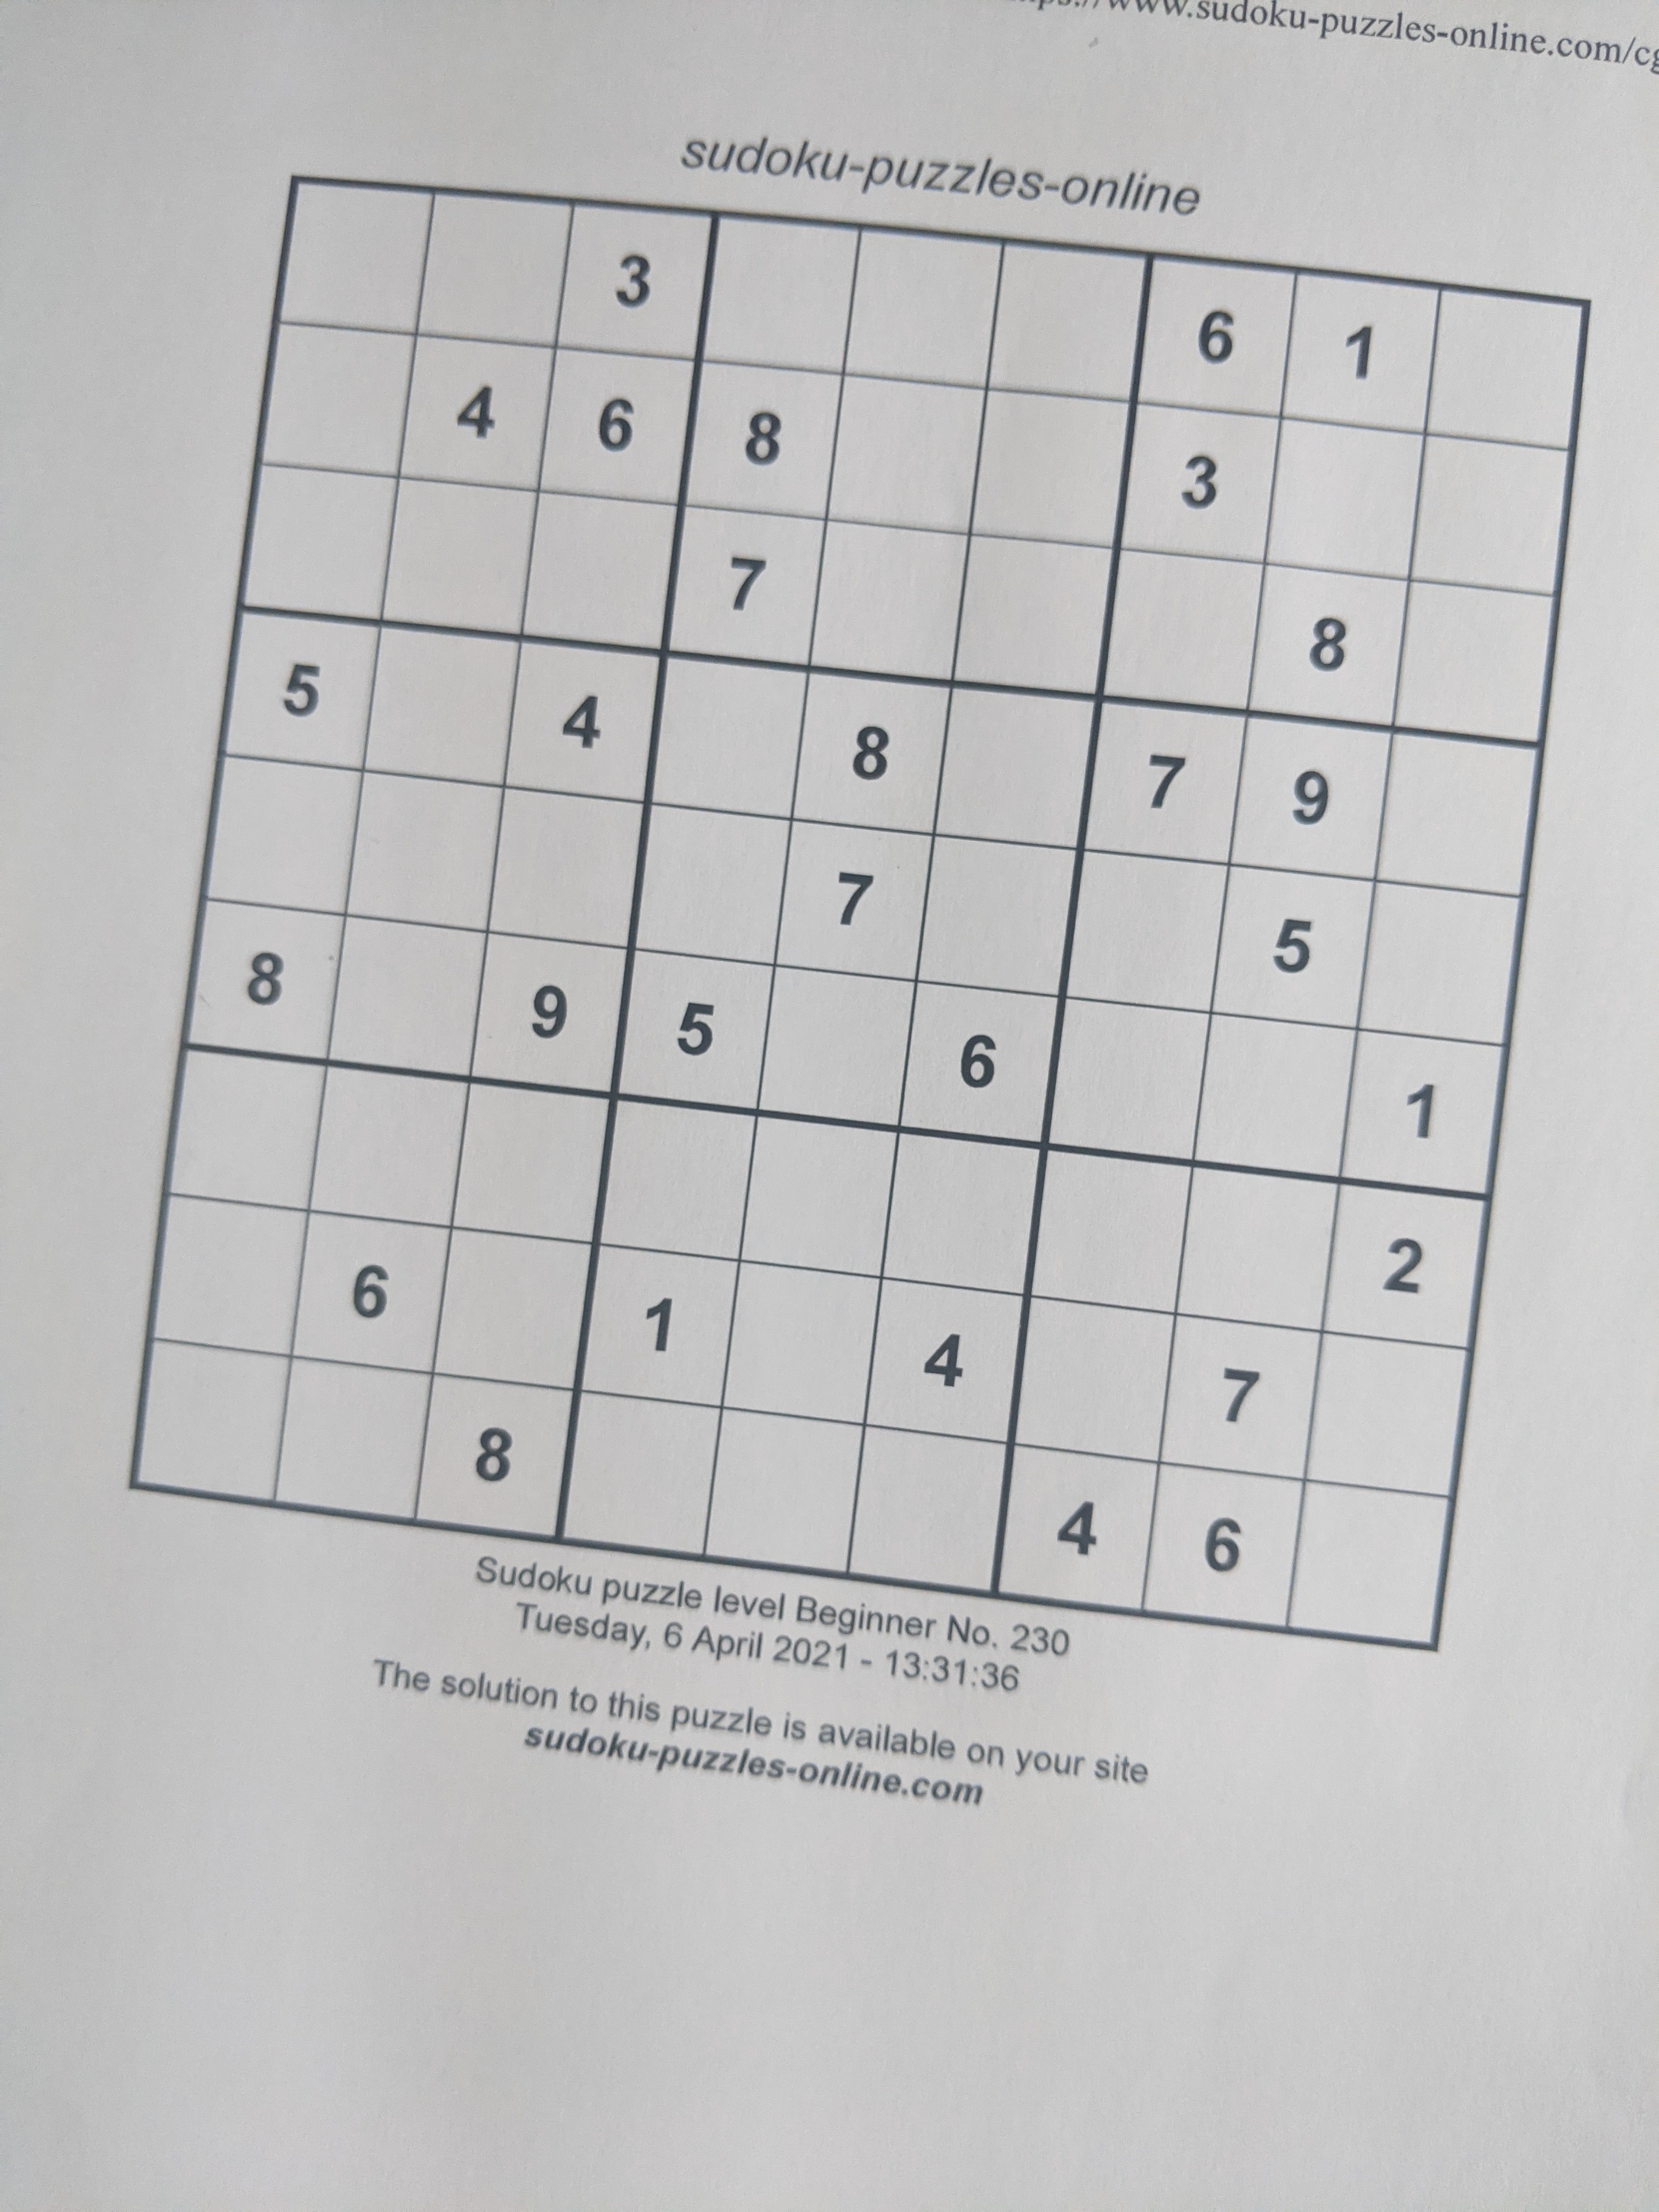 www.sudoku-puzzles-online.com/cg
sudoku-puzzles-online
3 6 1
4 6 8 3
7 8
5 4 8 7 9
7 5
8 9 5 6 1
2
6 1 4 7
8 4 6
Sudoku puzzle level Beginner No. 230
Tuesday, 6 April 2021 - 13:31:36
The solution to this puzzle is available on your site
sudoku-puzzles-online.com